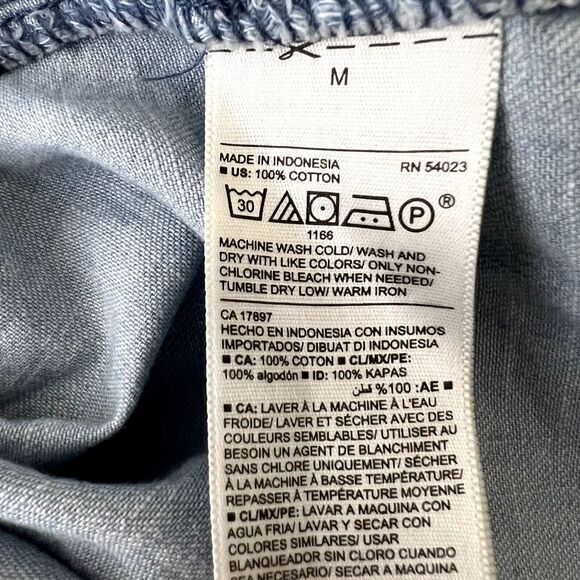 M
MADE IN INDONESIA RN 54023
■ US: 100% COTTON
30 P ®
1166
MACHINE WASH COLD/ WASH AND
DRY WITH LIKE COLORS/ ONLY NON-
CHLORINE BLEACH WHEN NEEDED/
TUMBLE DRY LOW/ WARM IRON
CA 17897
HECHO EN INDONESIA CON INSUMOS
IMPORTADOS/ DIBUAT DI INDONESIA
■ CA: 100% COTON ■ CL/MX/PE:
100% algodón ■ ID: 100% KAPAS
■ AE: 100% قطن
■ CA: LAVER À LA MACHINE À L'EAU
FROIDE/ LAVER ET SÉCHER AVEC DES
COULEURS SEMBLABLES/ UTILISER AU
BESOIN UN AGENT DE BLANCHIMENT
SANS CHLORE UNIQUEMENT/ SÉCHER
À LA MACHINE À BASSE TEMPÉRATURE/
REPASSER À TEMPÉRATURE MOYENNE
■ CL/MX/PE: LAVAR A MAQUINA CON
AGUA FRIA/ LAVAR Y SECAR CON
COLORES SIMILARES/ USAR
BLANQUEADOR SIN CLORO CUANDO
SEA NECESARIO/ SECAR A MAQUINA